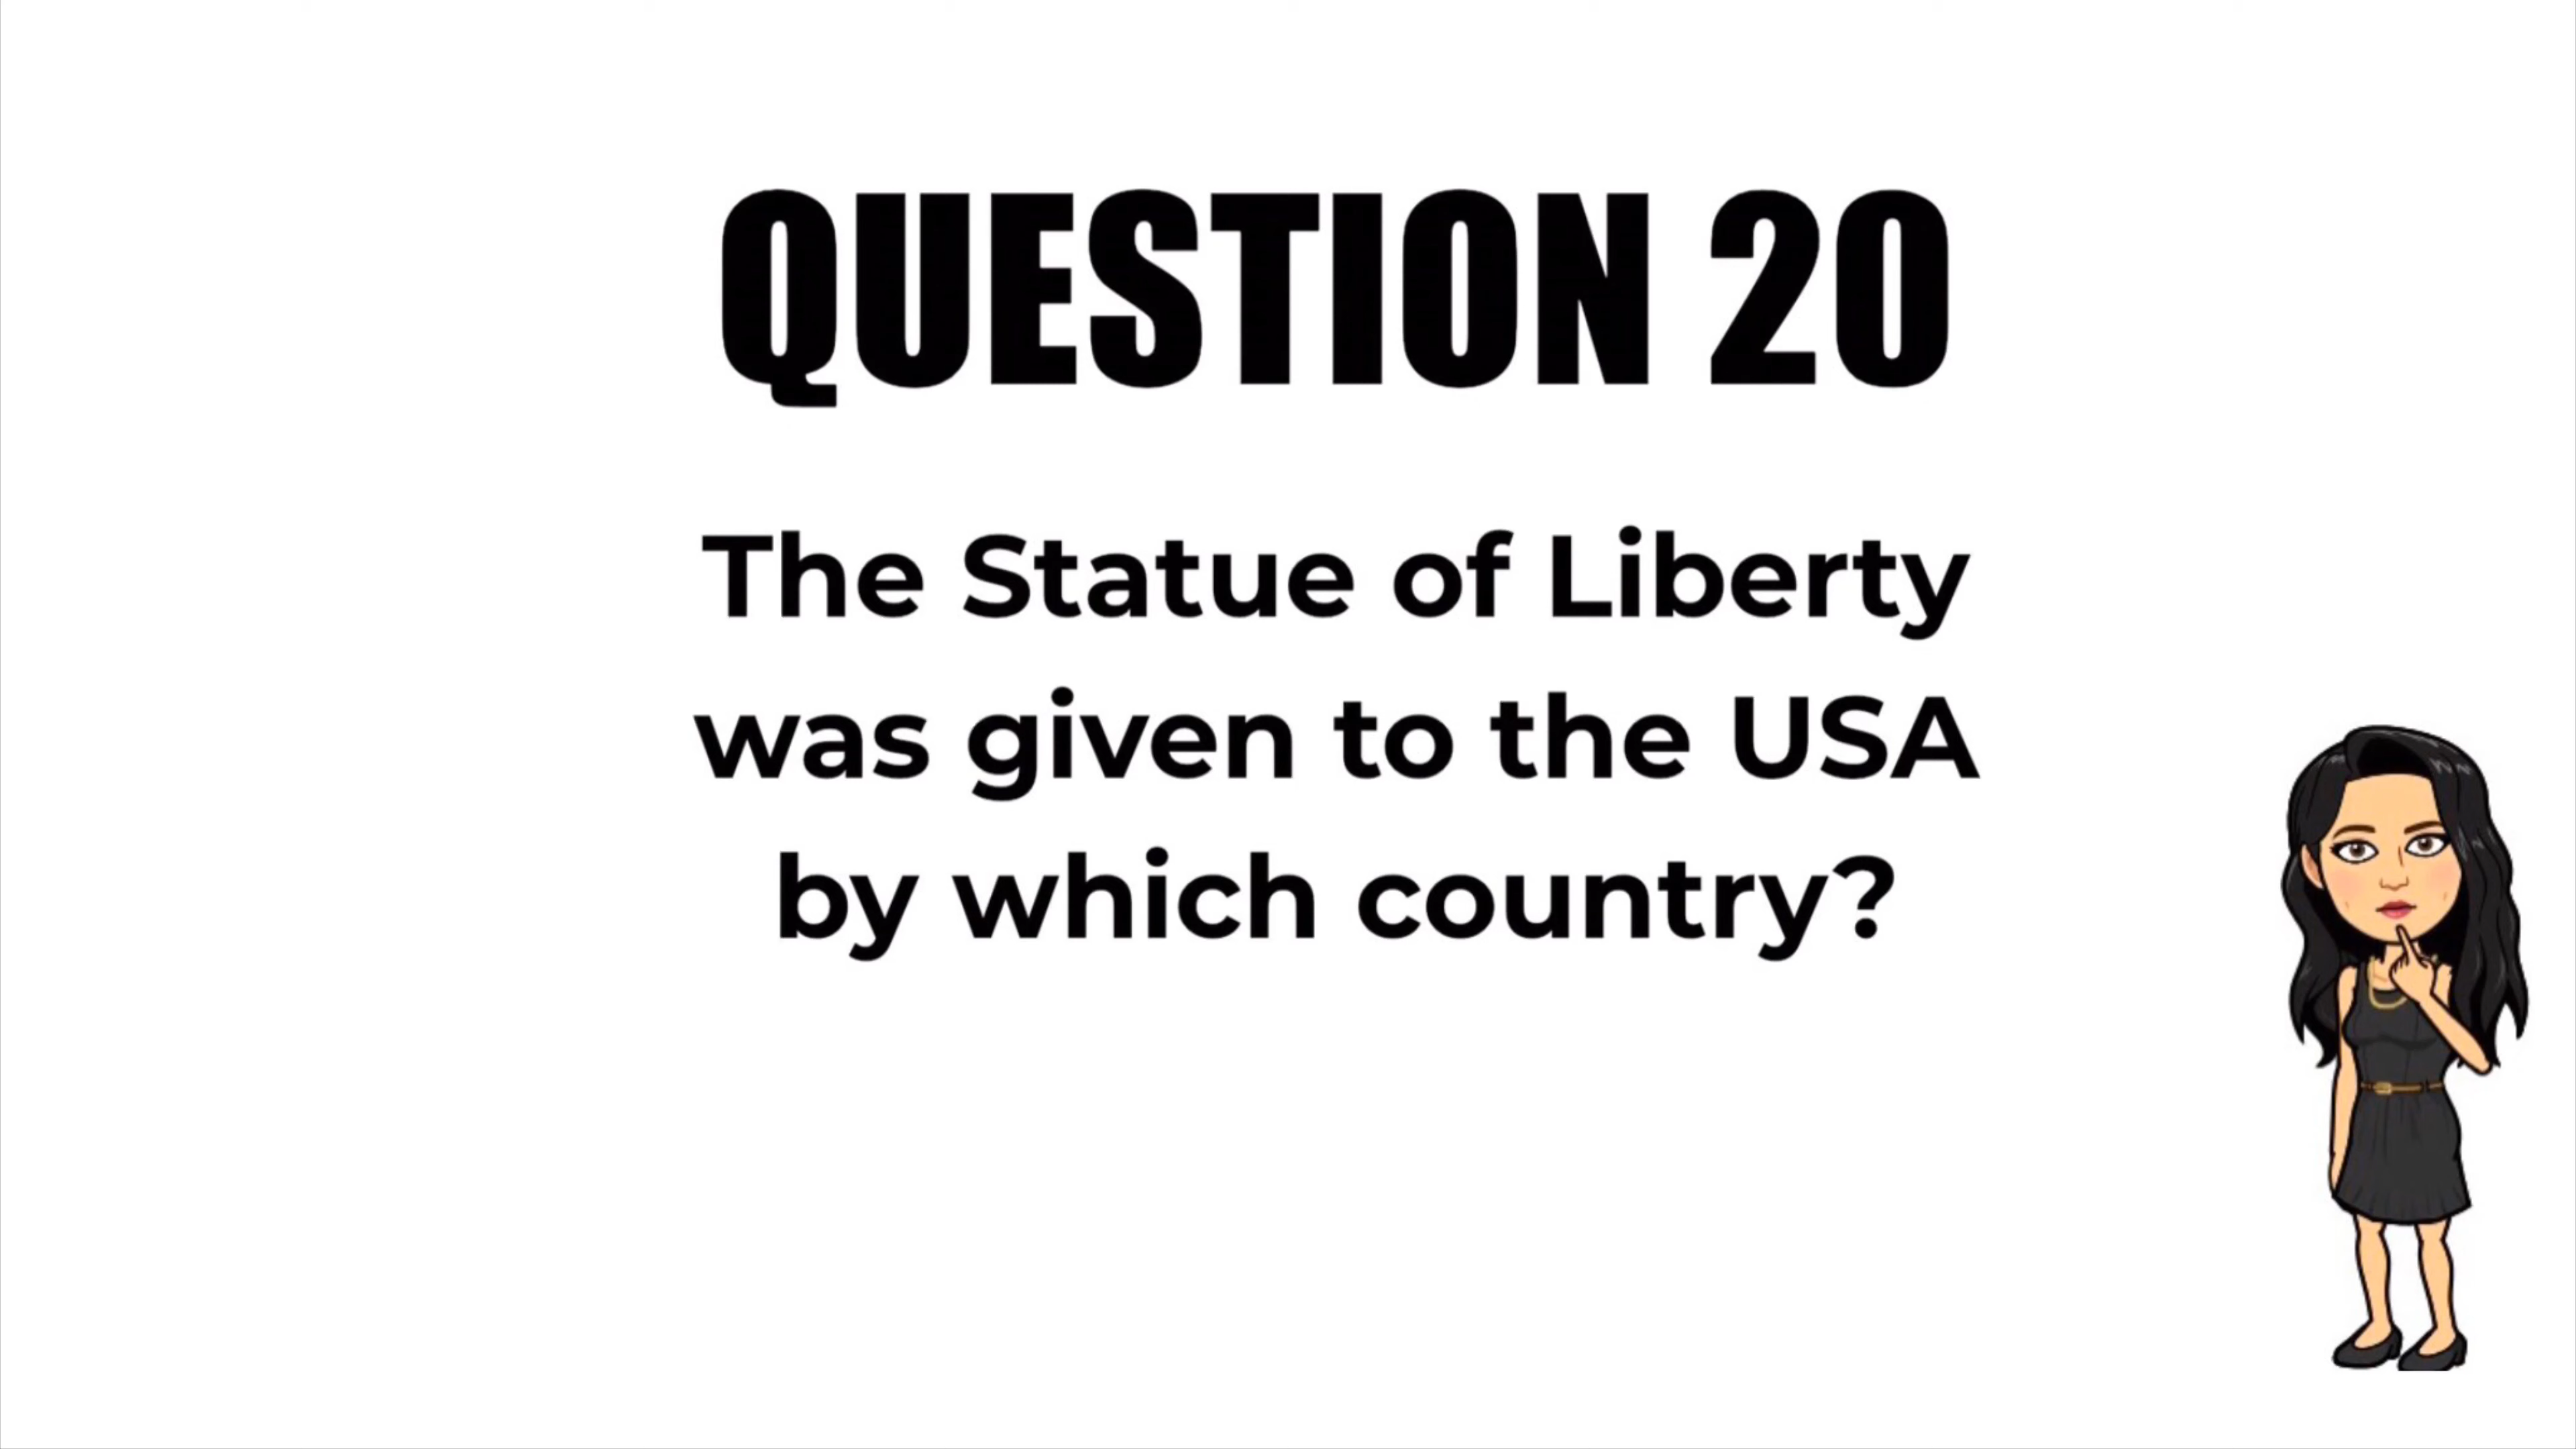 QUESTION 20
The Statue of Liberty
was given to the USA
by which country?